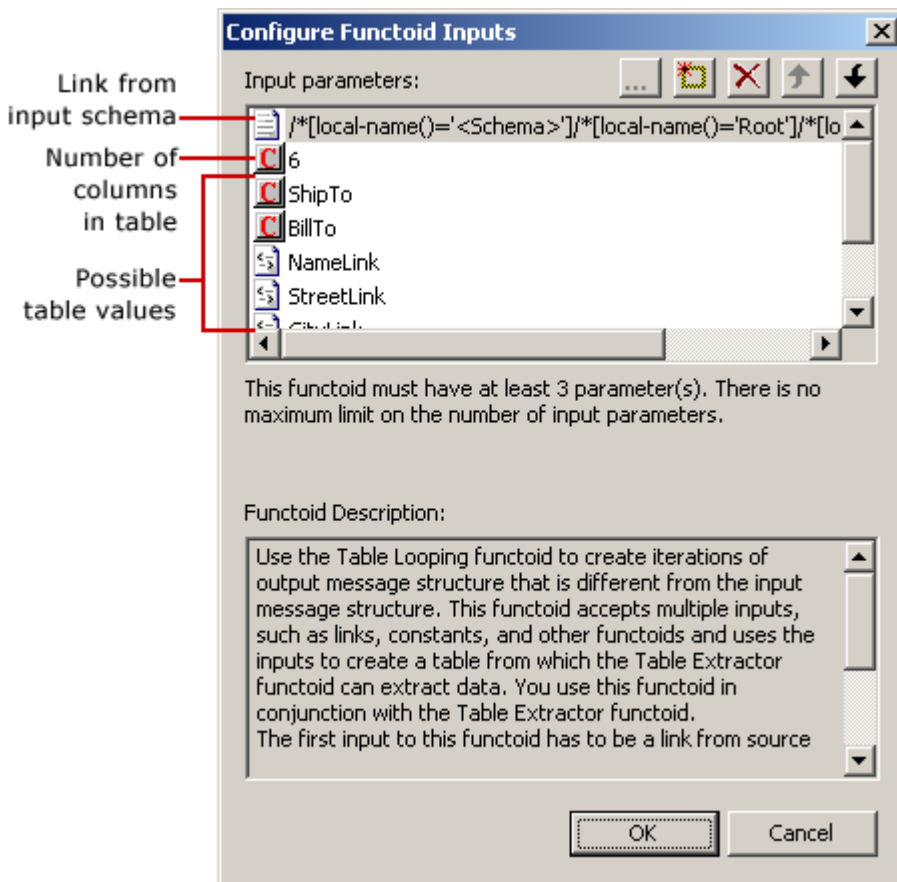 Configure Functoid Inputs
Input parameters:
...
Link from
input schema
/*[local-name()='<Schema>']/*[local-name()='Root']/*[lo
Number of
columns
in table
C 6
C ShipTo
C BillTo
NameLink
Possible
table values
StreetLink
CityLink
This functoid must have at least 3 parameter(s). There is no
maximum limit on the number of input parameters.
Functoid Description:
Use the Table Looping functoid to create iterations of
output message structure that is different from the input
message structure. This functoid accepts multiple inputs,
such as links, constants, and other functoids and uses the
inputs to create a table from which the Table Extractor
functoid can extract data. You use this functoid in
conjunction with the Table Extractor functoid.
The first input to this functoid has to be a link from source
OK
Cancel